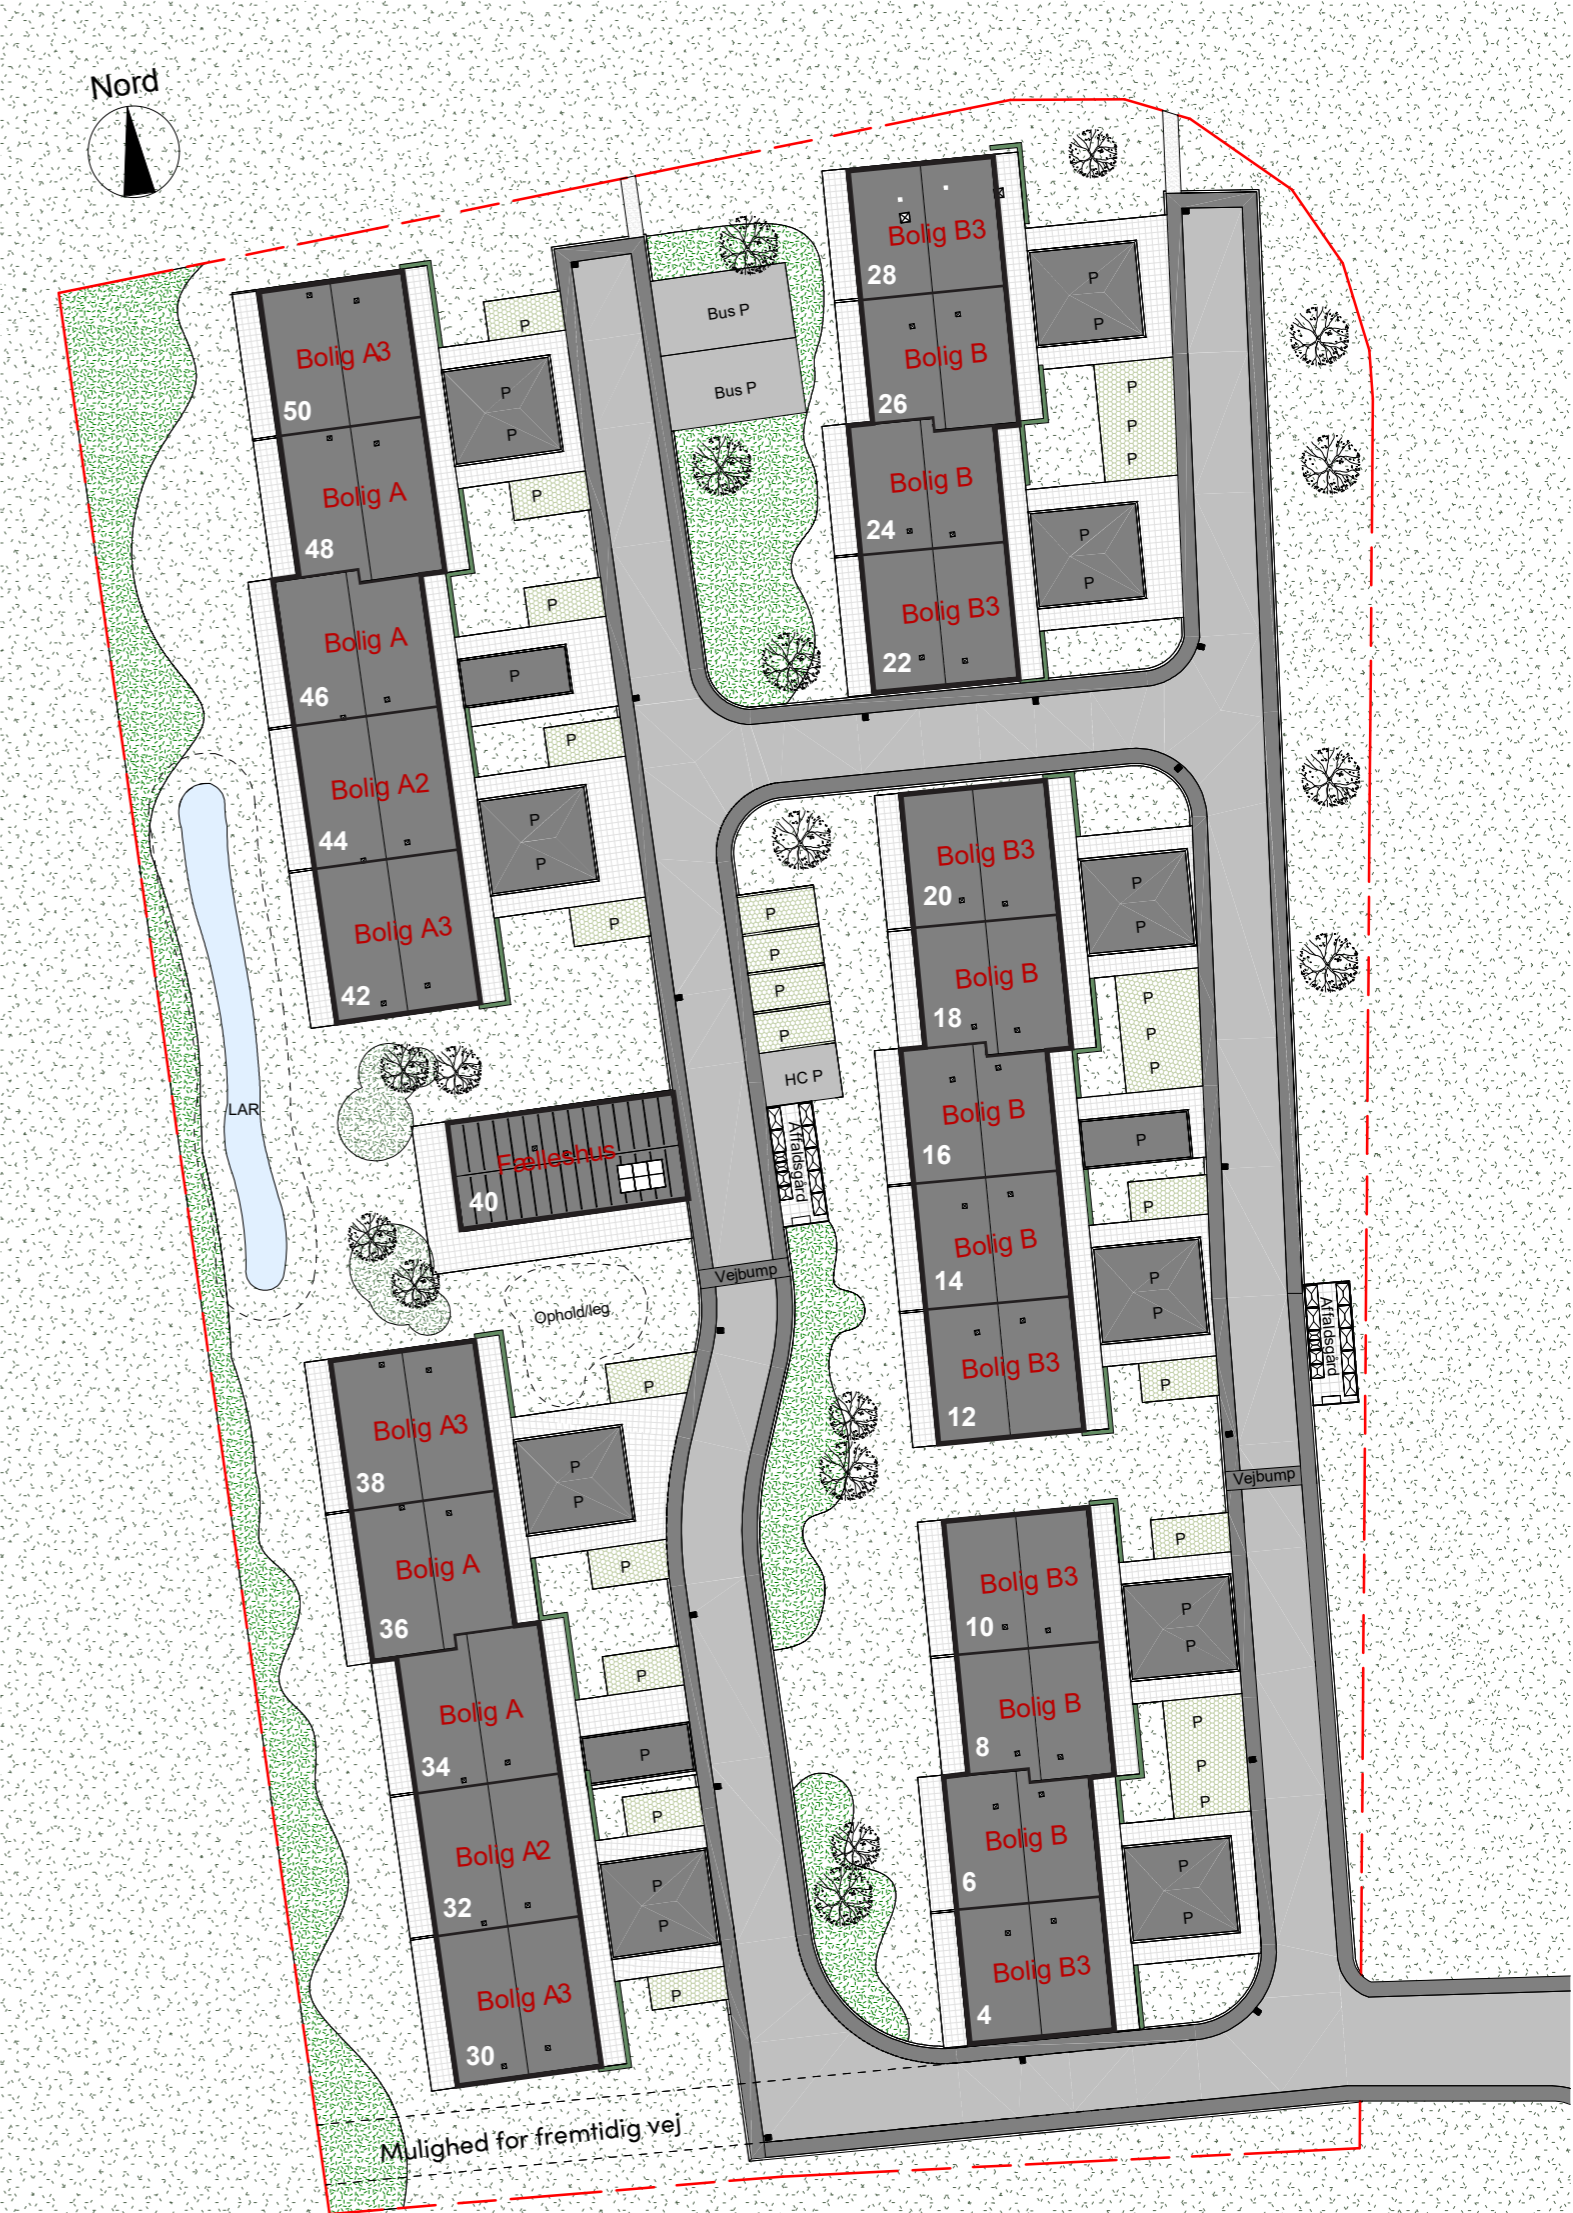 Nord
Bolig B3
28
P
P
Bolig A3
50
P
P
P
Bus P
Bus P
Bolig B
26
P
P
P
Bolig A
48
P
Bolig B
24
P
P
Bolig A
46
P
P
Bolig B3
22
Bolig A2
44
P
P
P
Bolig A3
42
P
Bolig B3
20
P
P
P
P
P
P
HC P
Bolig B
18
P
P
P
LAR
Fælleshus
40
Affaldsgård
Bolig B
16
P
P
Bolig B
14
P
P
Vejbump
Ophold/leg
Bolig B3
12
P
Affaldsgård
Vejbump
Bolig A3
38
P
P
P
Bolig A
36
P
Bolig B3
10
P
P
P
Bolig A
34
P
P
Bolig B
8
P
P
P
Bolig A2
32
P
P
P
Bolig B
6
P
P
Bolig A3
30
P
Bolig B3
4
Mulighed for fremtidig vej